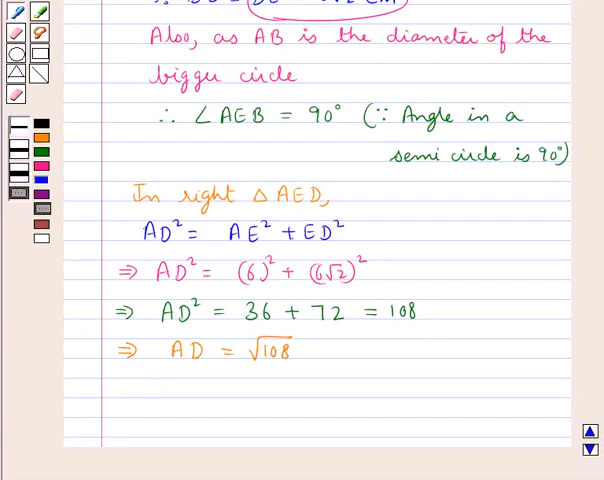 Also, as AB is the diameter of the
bigger circle
∴ ∠AEB = 90° (∵ Angle in a
semi circle is 90°)
In right △ AED,
AD² = AE² + ED²
⇒ AD² = (6)² + (6√2)²
⇒ AD² = 36 + 72 = 108
⇒ AD = √108